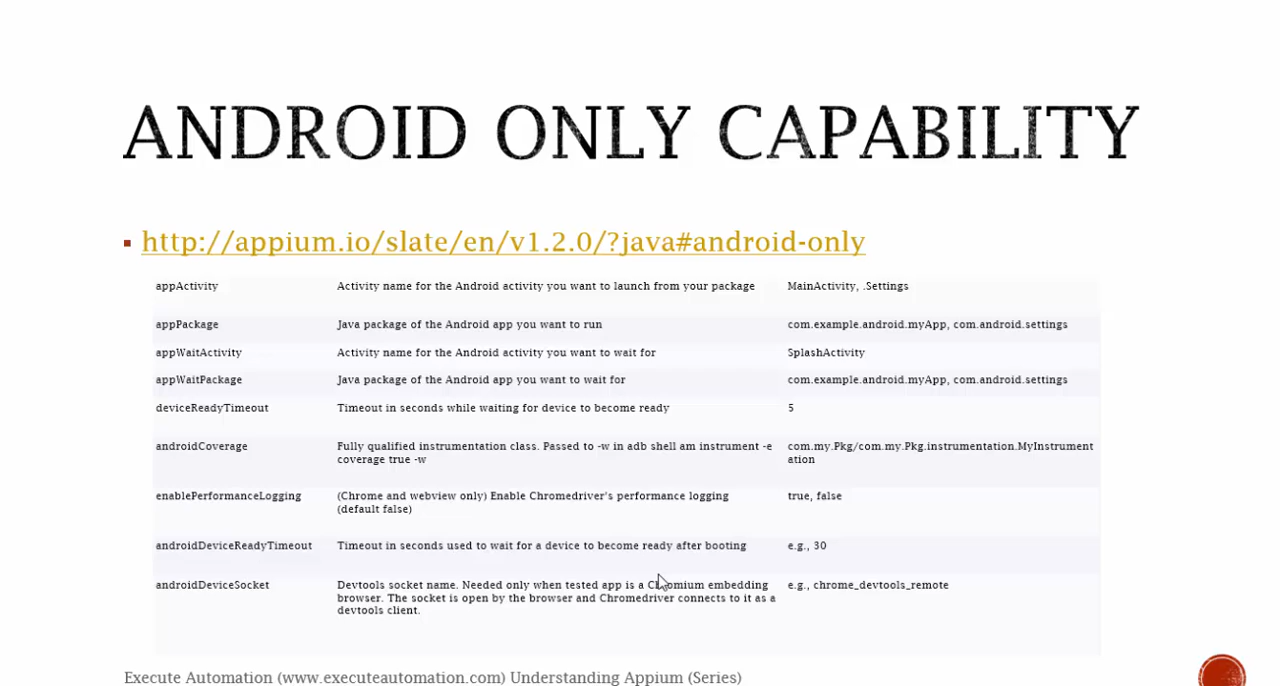 ANDROID ONLY CAPABILITY
http://appium.io/slate/en/v1.2.0/?java#android-only
appActivity Activity name for the Android activity you want to launch from your package MainActivity, .Settings
appPackage Java package of the Android app you want to run com.example.android.myApp, com.android.settings
appWaitActivity Activity name for the Android activity you want to wait for SplashActivity
appWaitPackage Java package of the Android app you want to wait for com.example.android.myApp, com.android.settings
deviceReadyTimeout Timeout in seconds while waiting for device to become ready 5
androidCoverage Fully qualified instrumentation class. Passed to -w in adb shell am instrument -e com.my.Pkg/com.my.Pkg.instrumentation.MyInstrument
coverage true -w ation
enablePerformanceLogging (Chrome and webview only) Enable Chromedriver's performance logging true, false
(default false)
androidDeviceReadyTimeout Timeout in seconds used to wait for a device to become ready after booting e.g., 30
androidDeviceSocket Devtools socket name. Needed only when tested app is a Chromium embedding e.g., chrome_devtools_remote
browser. The socket is open by the browser and Chromedriver connects to it as a
devtools client.
Execute Automation (www.executeautomation.com) Understanding Appium (Series)